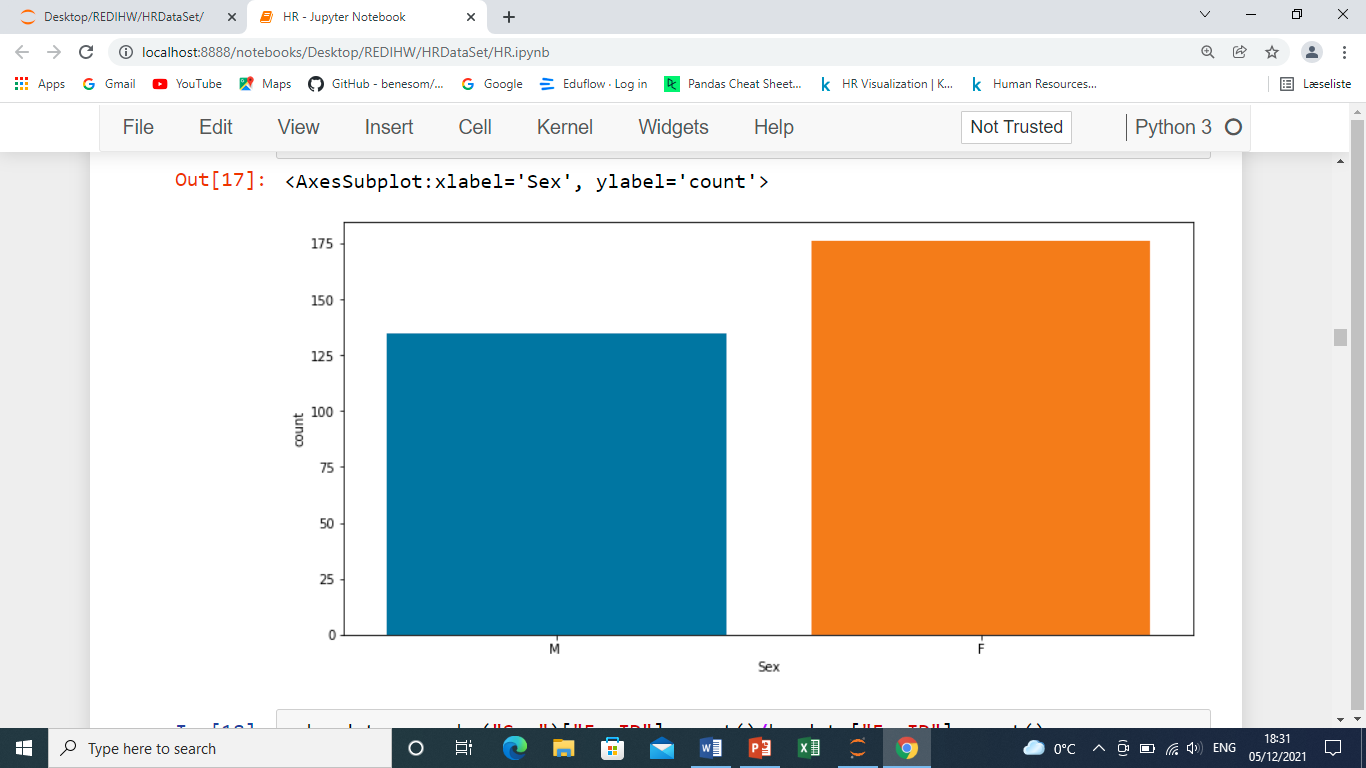 Desktop/REDIHW/HRDataSet/
HR - Jupyter Notebook
localhost:8888/notebooks/Desktop/REDIHW/HRDataSet/HR.ipynb
Apps
Gmail
YouTube
Maps
GitHub - benesom/...
Google
Eduflow · Log in
Pandas Cheat Sheet...
HR Visualization | K...
Human Resources...
Læseliste
File Edit View Insert Cell Kernel Widgets Help
Not Trusted
Python 3
Out[17]: <AxesSubplot:xlabel='Sex', ylabel='count'>
175
150
125
100
75
50
25
0
count
M
F
Sex
Type here to search
0°C
ENG
18:31
05/12/2021